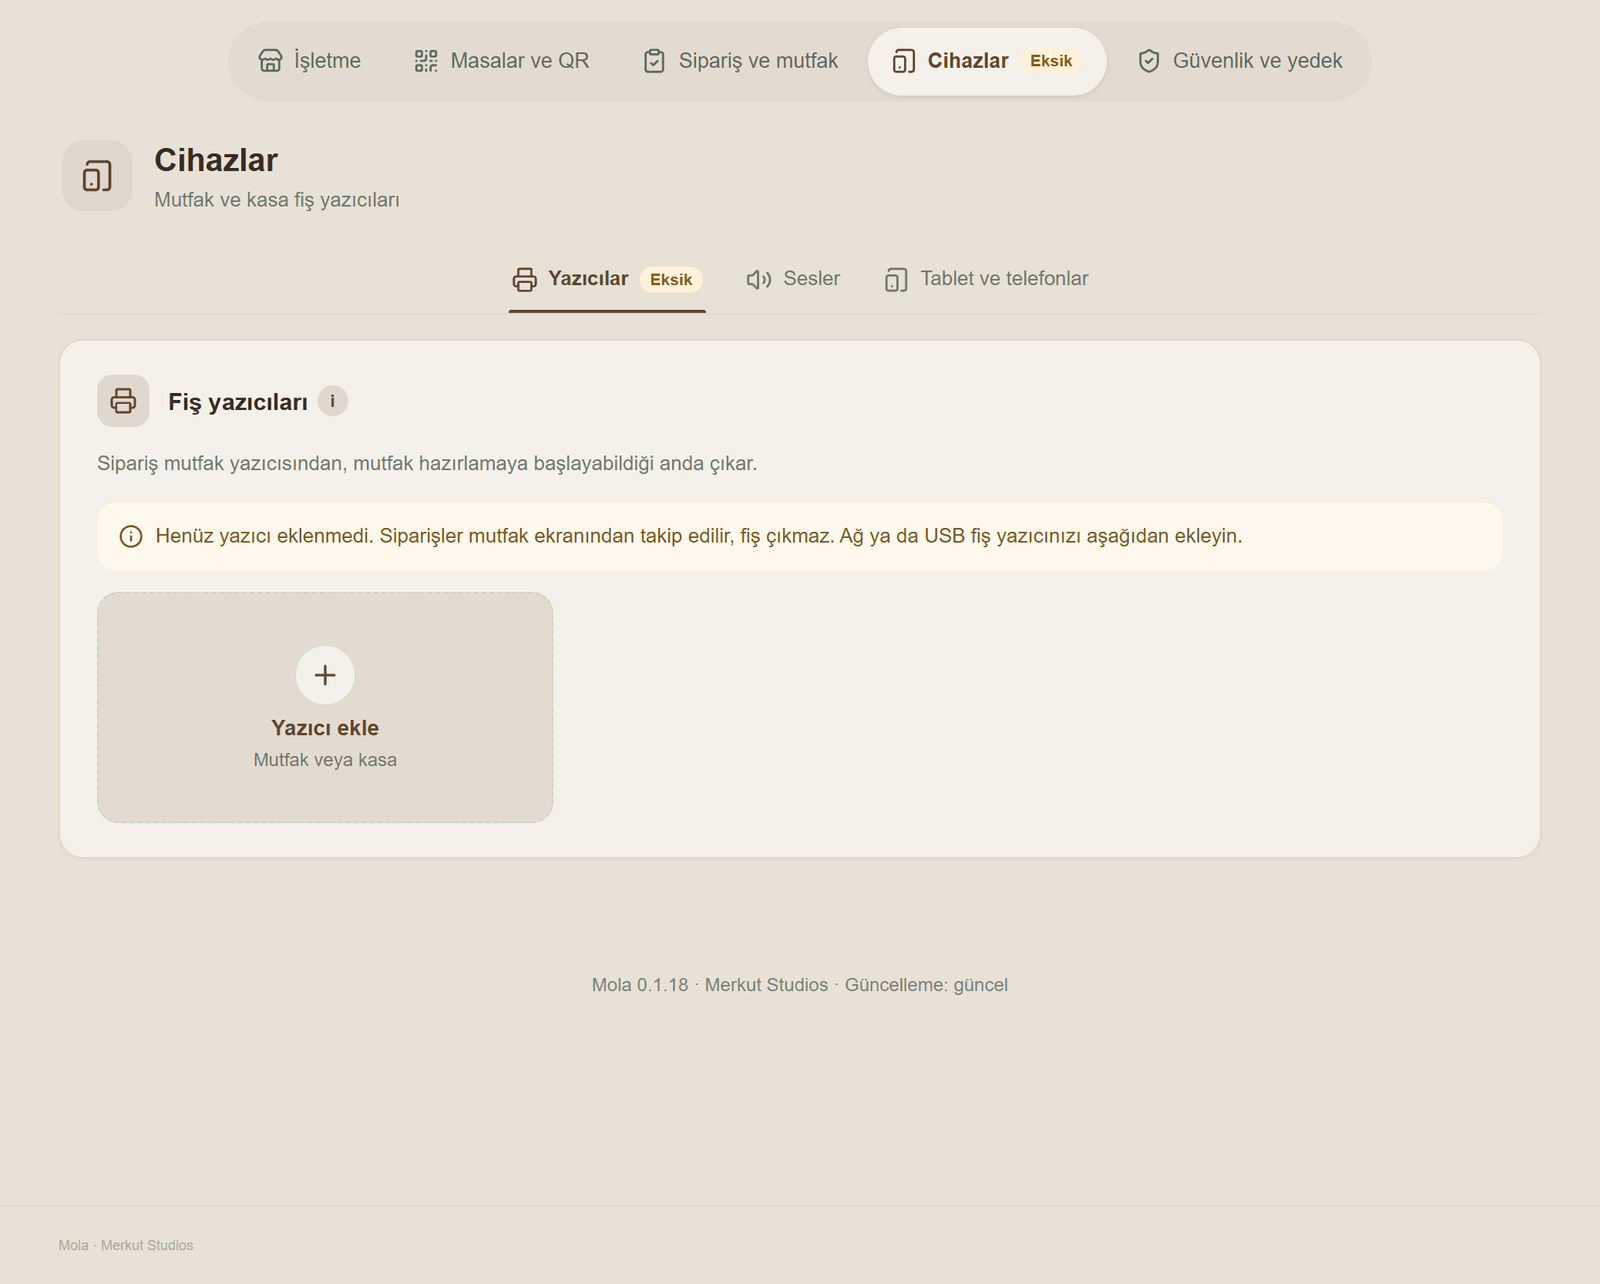 İşletme
Masalar ve QR
Sipariş ve mutfak
Cihazlar Eksik
Güvenlik ve yedek
Cihazlar
Mutfak ve kasa fiş yazıcıları
Yazıcılar Eksik
Sesler
Tablet ve telefonlar
Fiş yazıcıları i
Sipariş mutfak yazıcısından, mutfak hazırlamaya başlayabildiği anda çıkar.
Henüz yazıcı eklenmedi. Siparişler mutfak ekranından takip edilir, fiş çıkmaz. Ağ ya da USB fiş yazıcınızı aşağıdan ekleyin.
Yazıcı ekle
Mutfak veya kasa
Mola 0.1.18 · Merkut Studios · Güncelleme: güncel
Mola · Merkut Studios